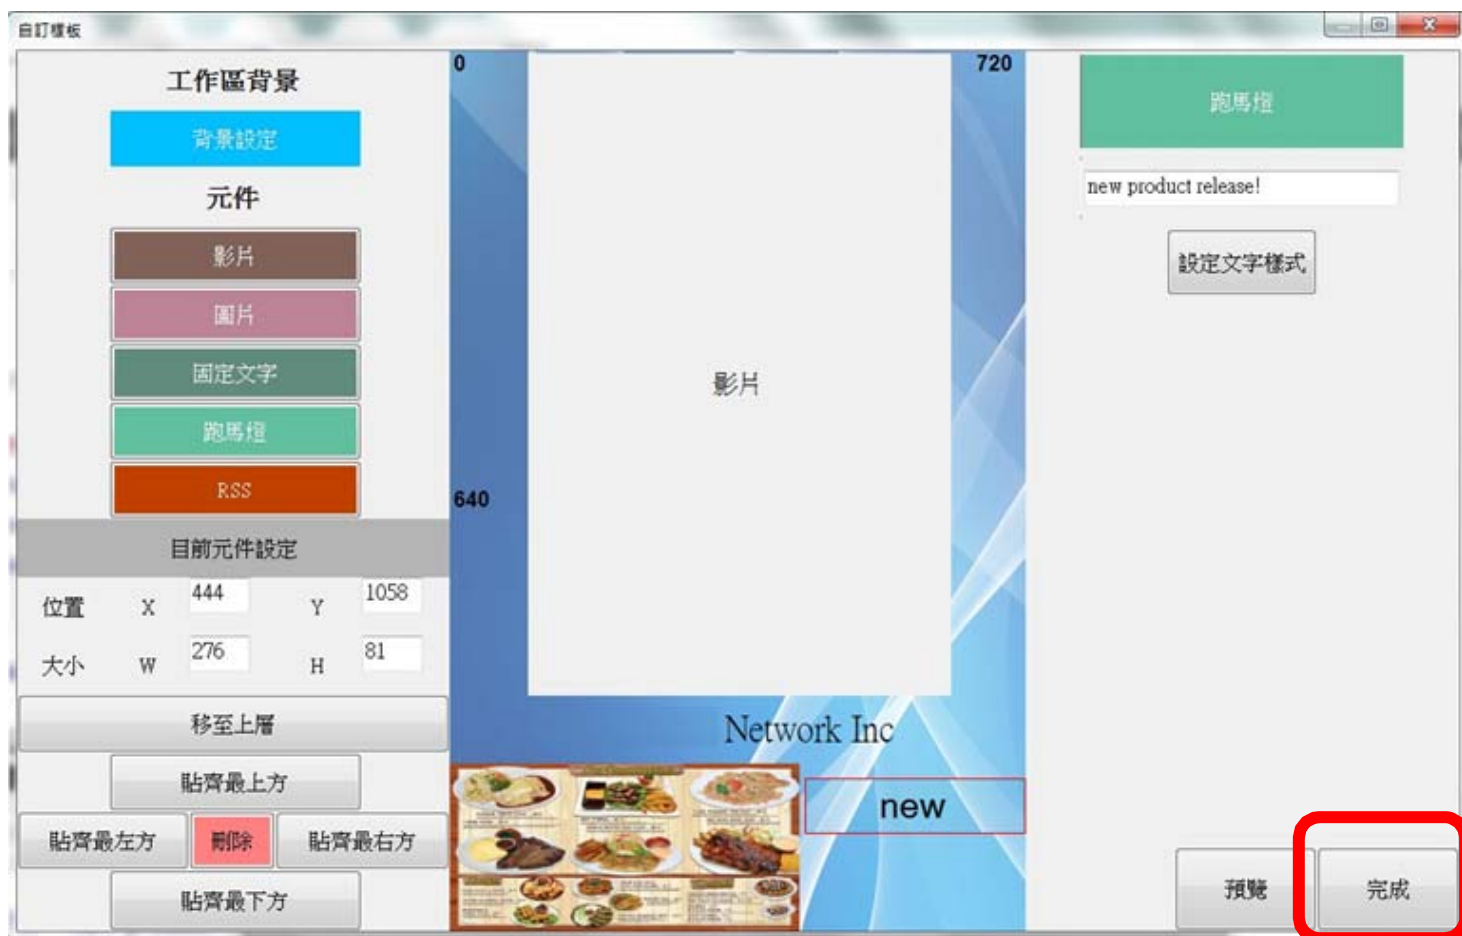 自訂樣板
工作區背景
背景設定
元件
影片
圖片
固定文字
跑馬燈
RSS
目前元件設定
位置 X 444 Y 1058
大小 W 276 H 81
移至上層
貼齊最上方
貼齊最左方 刪除 貼齊最右方
貼齊最下方
0 720
640
影片
Network Inc
new
跑馬燈
new product release!
設定文字樣式
預覽 完成